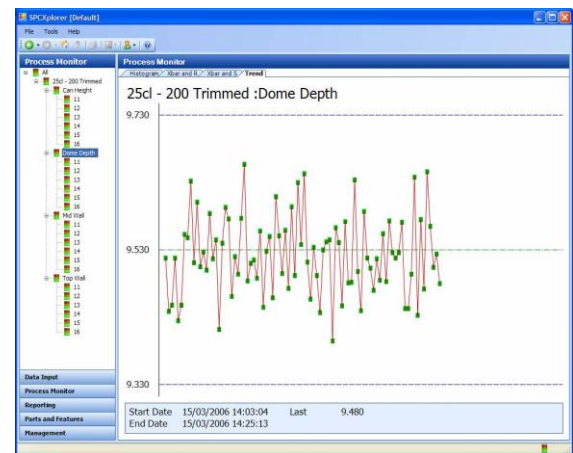 SPCXplorer [Default]
File Tools Help
Process Monitor
All
25cl - 200 Trimmed
Can Height
11
12
13
14
15
16
Dome Depth
11
12
13
14
15
16
Mid Wall
11
12
13
14
15
16
Top Wall
11
12
13
14
15
16
Data Input
Process Monitor
Reporting
Parts and Features
Management
Process Monitor
Histogram Xbar and R Xbar and S Trend
25cl - 200 Trimmed :Dome Depth
9.730
9.530
9.330
Start Date 15/03/2006 14:03:04 Last 9.480
End Date 15/03/2006 14:25:13